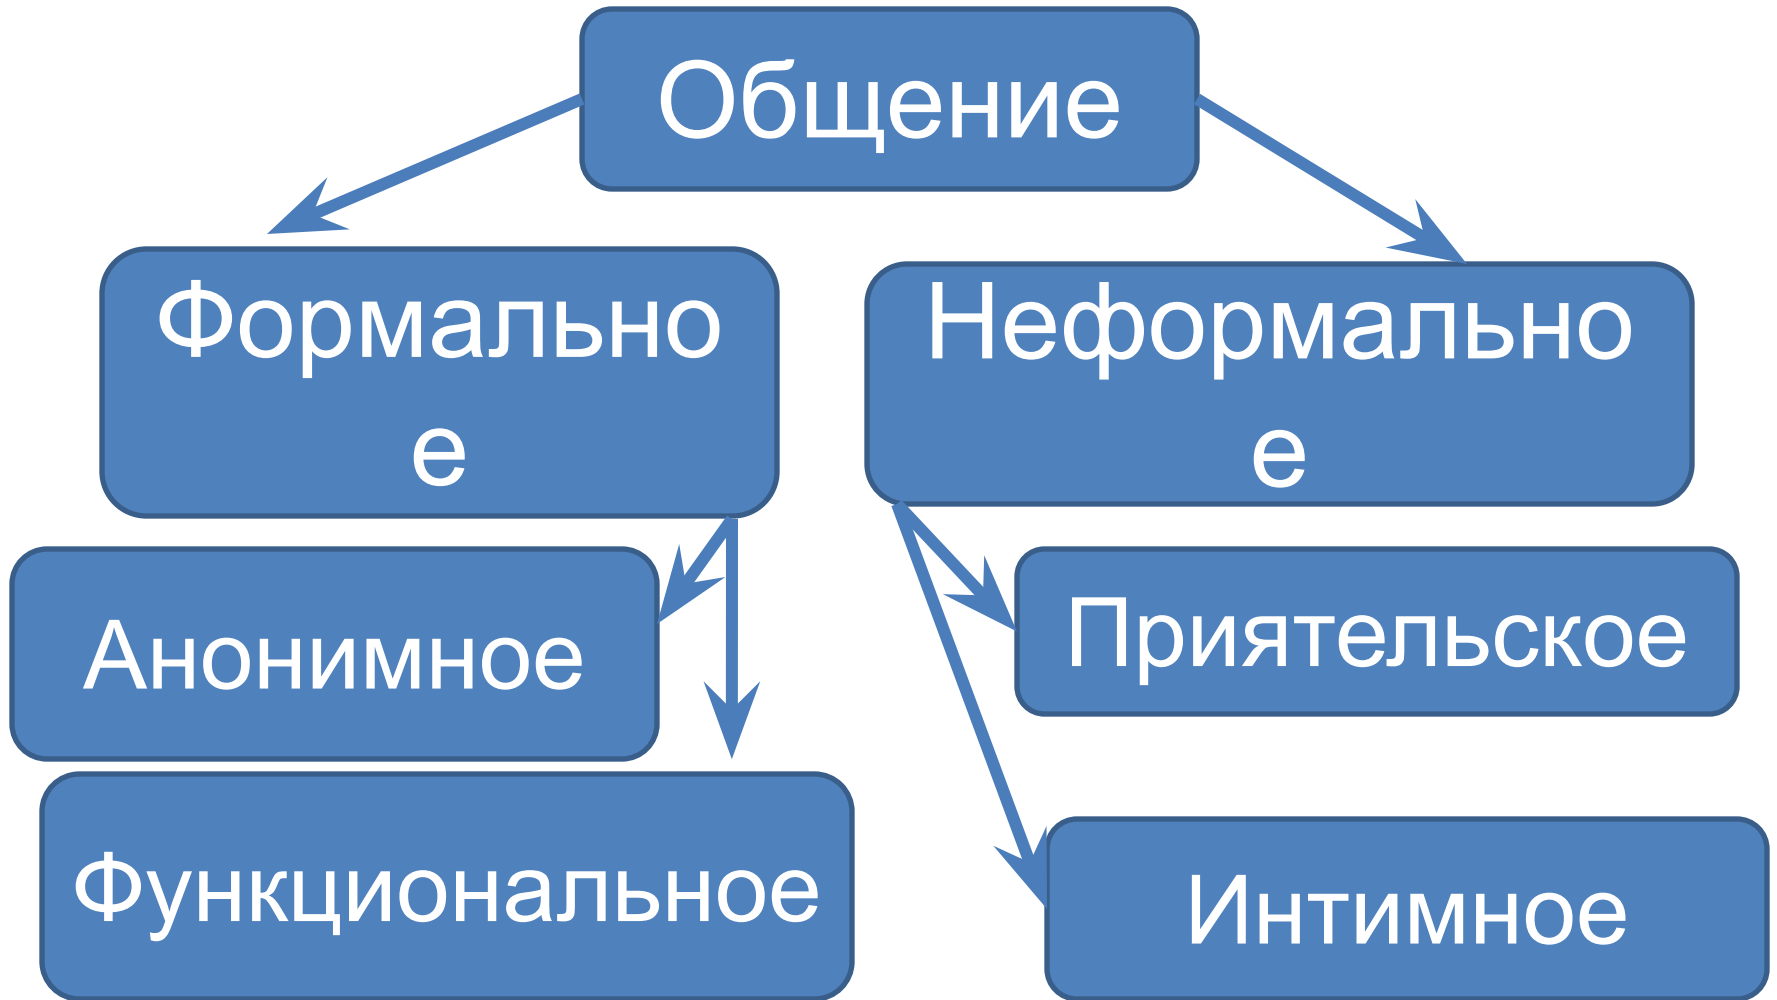 Общение
Формально
е
Неформально
е
Анонимное
Приятельское
Функциональное
Интимное